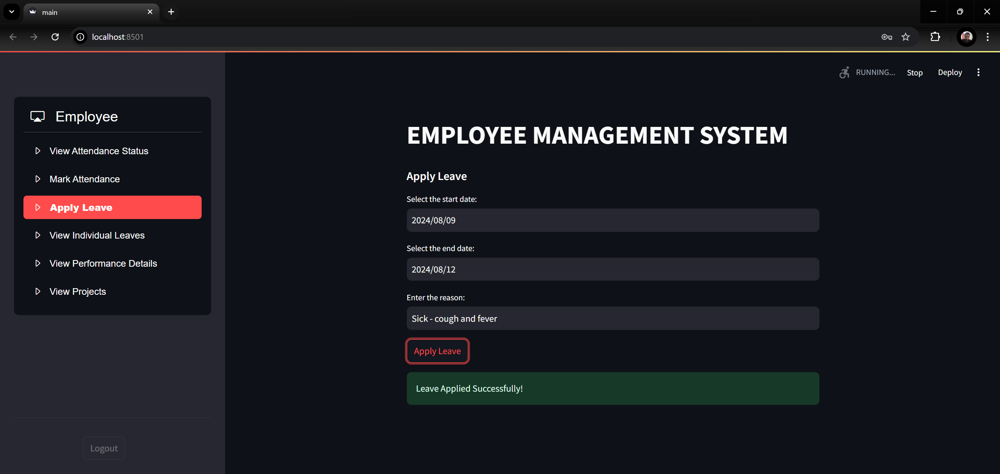 main
localhost:8501
RUNNING... Stop Deploy
Employee
View Attendance Status
Mark Attendance
Apply Leave
View Individual Leaves
View Performance Details
View Projects
Logout
EMPLOYEE MANAGEMENT SYSTEM
Apply Leave
Select the start date:
2024/08/09
Select the end date:
2024/08/12
Enter the reason:
Sick - cough and fever
Apply Leave
Leave Applied Successfully!